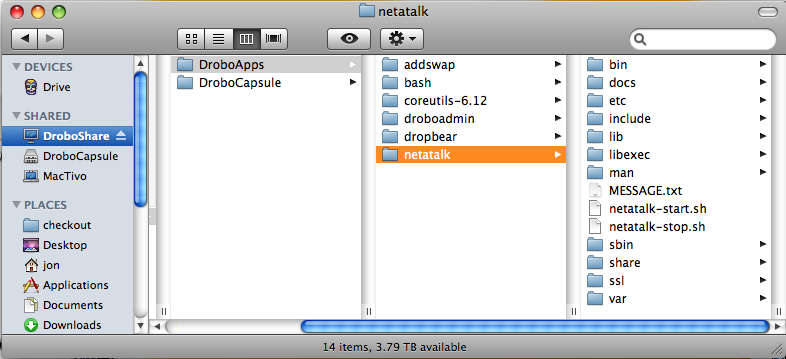 netatalk
DEVICES
Drive
SHARED
DroboShare
DroboCapsule
MacTivo
PLACES
checkout
Desktop
jon
Applications
Documents
Downloads
DroboApps
DroboCapsule
addswap
bash
coreutils-6.12
droboadmin
dropbear
netatalk
bin
docs
etc
include
lib
libexec
man
MESSAGE.txt
netatalk-start.sh
netatalk-stop.sh
sbin
share
ssl
var
14 items, 3.79 TB available